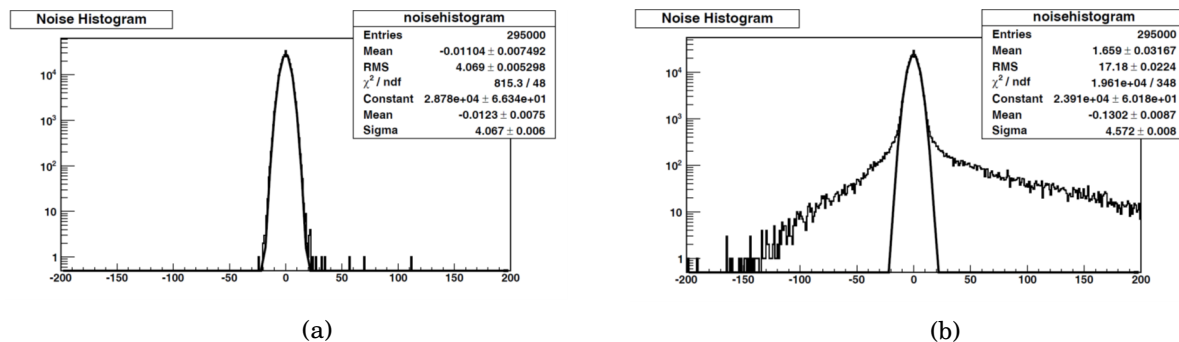 Noise Histogram
noisehistogram
Entries 295000
Mean -0.01104 ± 0.007492
RMS 4.069 ± 0.005298
χ² / ndf 815.3 / 48
Constant 2.878e+04 ± 6.634e+01
Mean -0.0123 ± 0.0075
Sigma 4.067 ± 0.006
10⁴
10³
10²
10
1
-200 -150 -100 -50 0 50 100 150 200
(a)
Noise Histogram
noisehistogram
Entries 295000
Mean 1.659 ± 0.03167
RMS 17.18 ± 0.0224
χ² / ndf 1.961e+04 / 348
Constant 2.391e+04 ± 6.018e+01
Mean -0.1302 ± 0.0087
Sigma 4.572 ± 0.008
10⁴
10³
10²
10
1
-200 -150 -100 -50 0 50 100 150 200
(b)